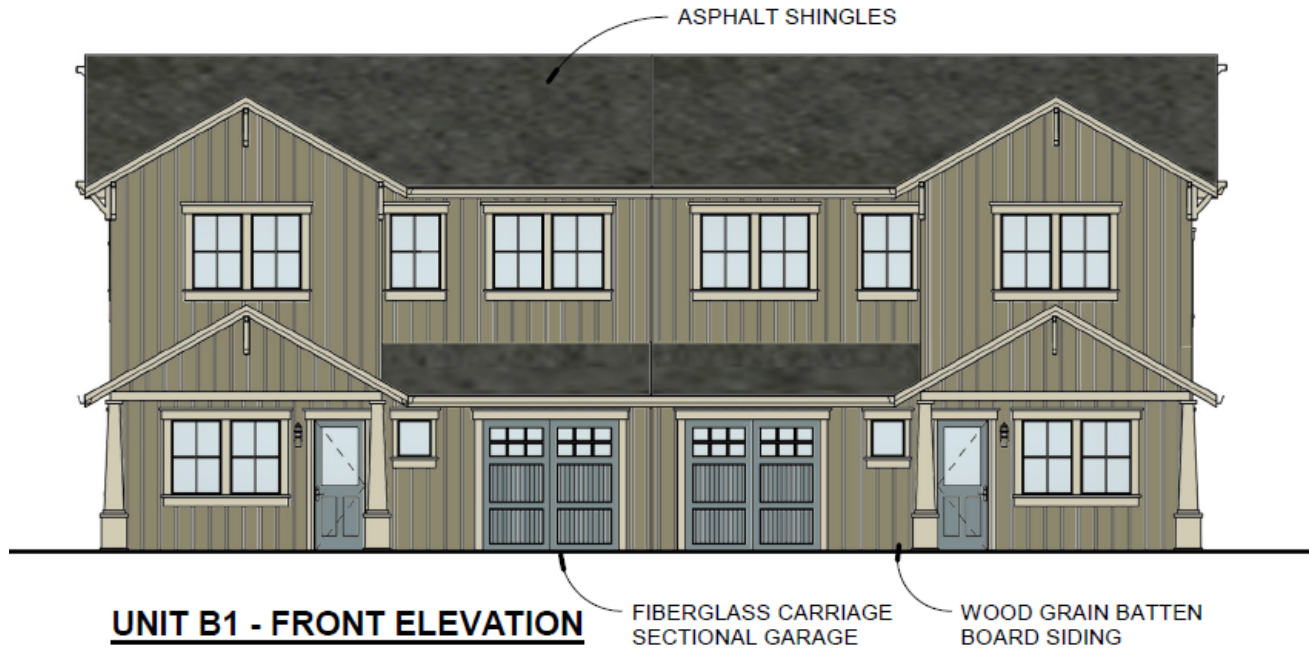 ASPHALT SHINGLES
UNIT B1 - FRONT ELEVATION
FIBERGLASS CARRIAGE
SECTIONAL GARAGE
WOOD GRAIN BATTEN
BOARD SIDING